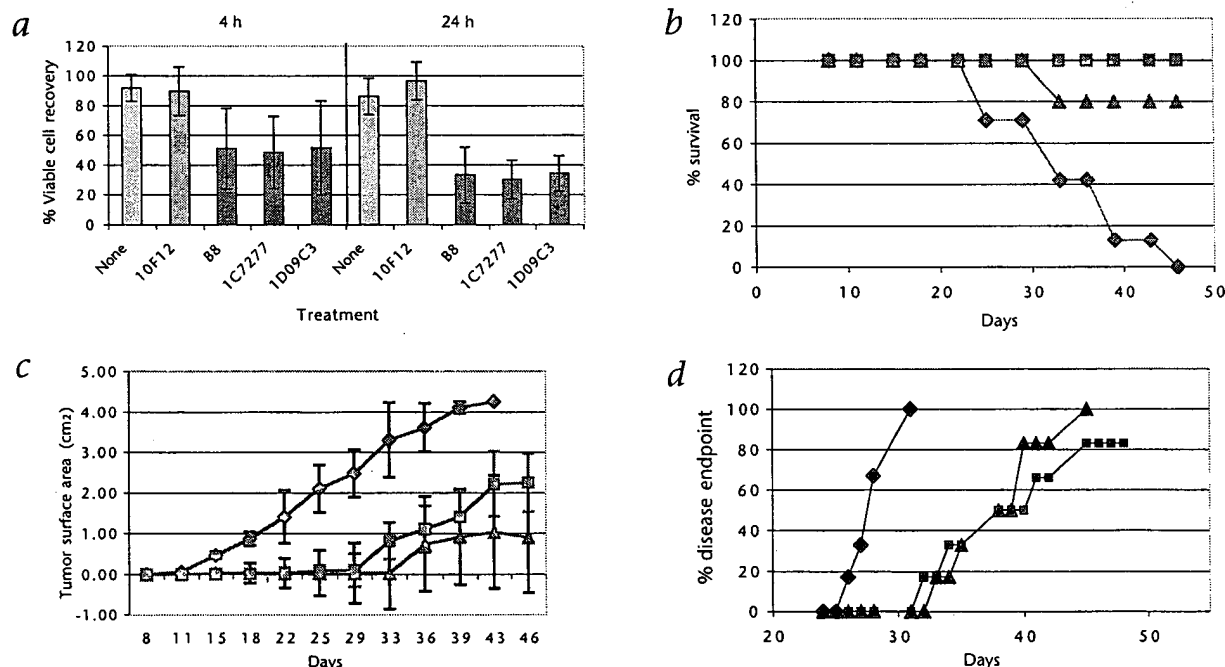 a
4 h 24 h
% Viable cell recovery
120
100
80
60
40
20
0
None 10F12 B8 1C7277 1D09C3 None 10F12 B8 1C7277 1D09C3
Treatment
b
% survival
120
100
80
60
40
20
0
0 10 20 30 40 50
Days
c
Tumor surface area (cm2)
5.00
4.00
3.00
2.00
1.00
0.00
-1.00
8 11 15 18 22 25 29 33 36 39 43 46
Days
d
% disease endpoint
120
100
80
60
40
20
0
20 30 40 50
Days